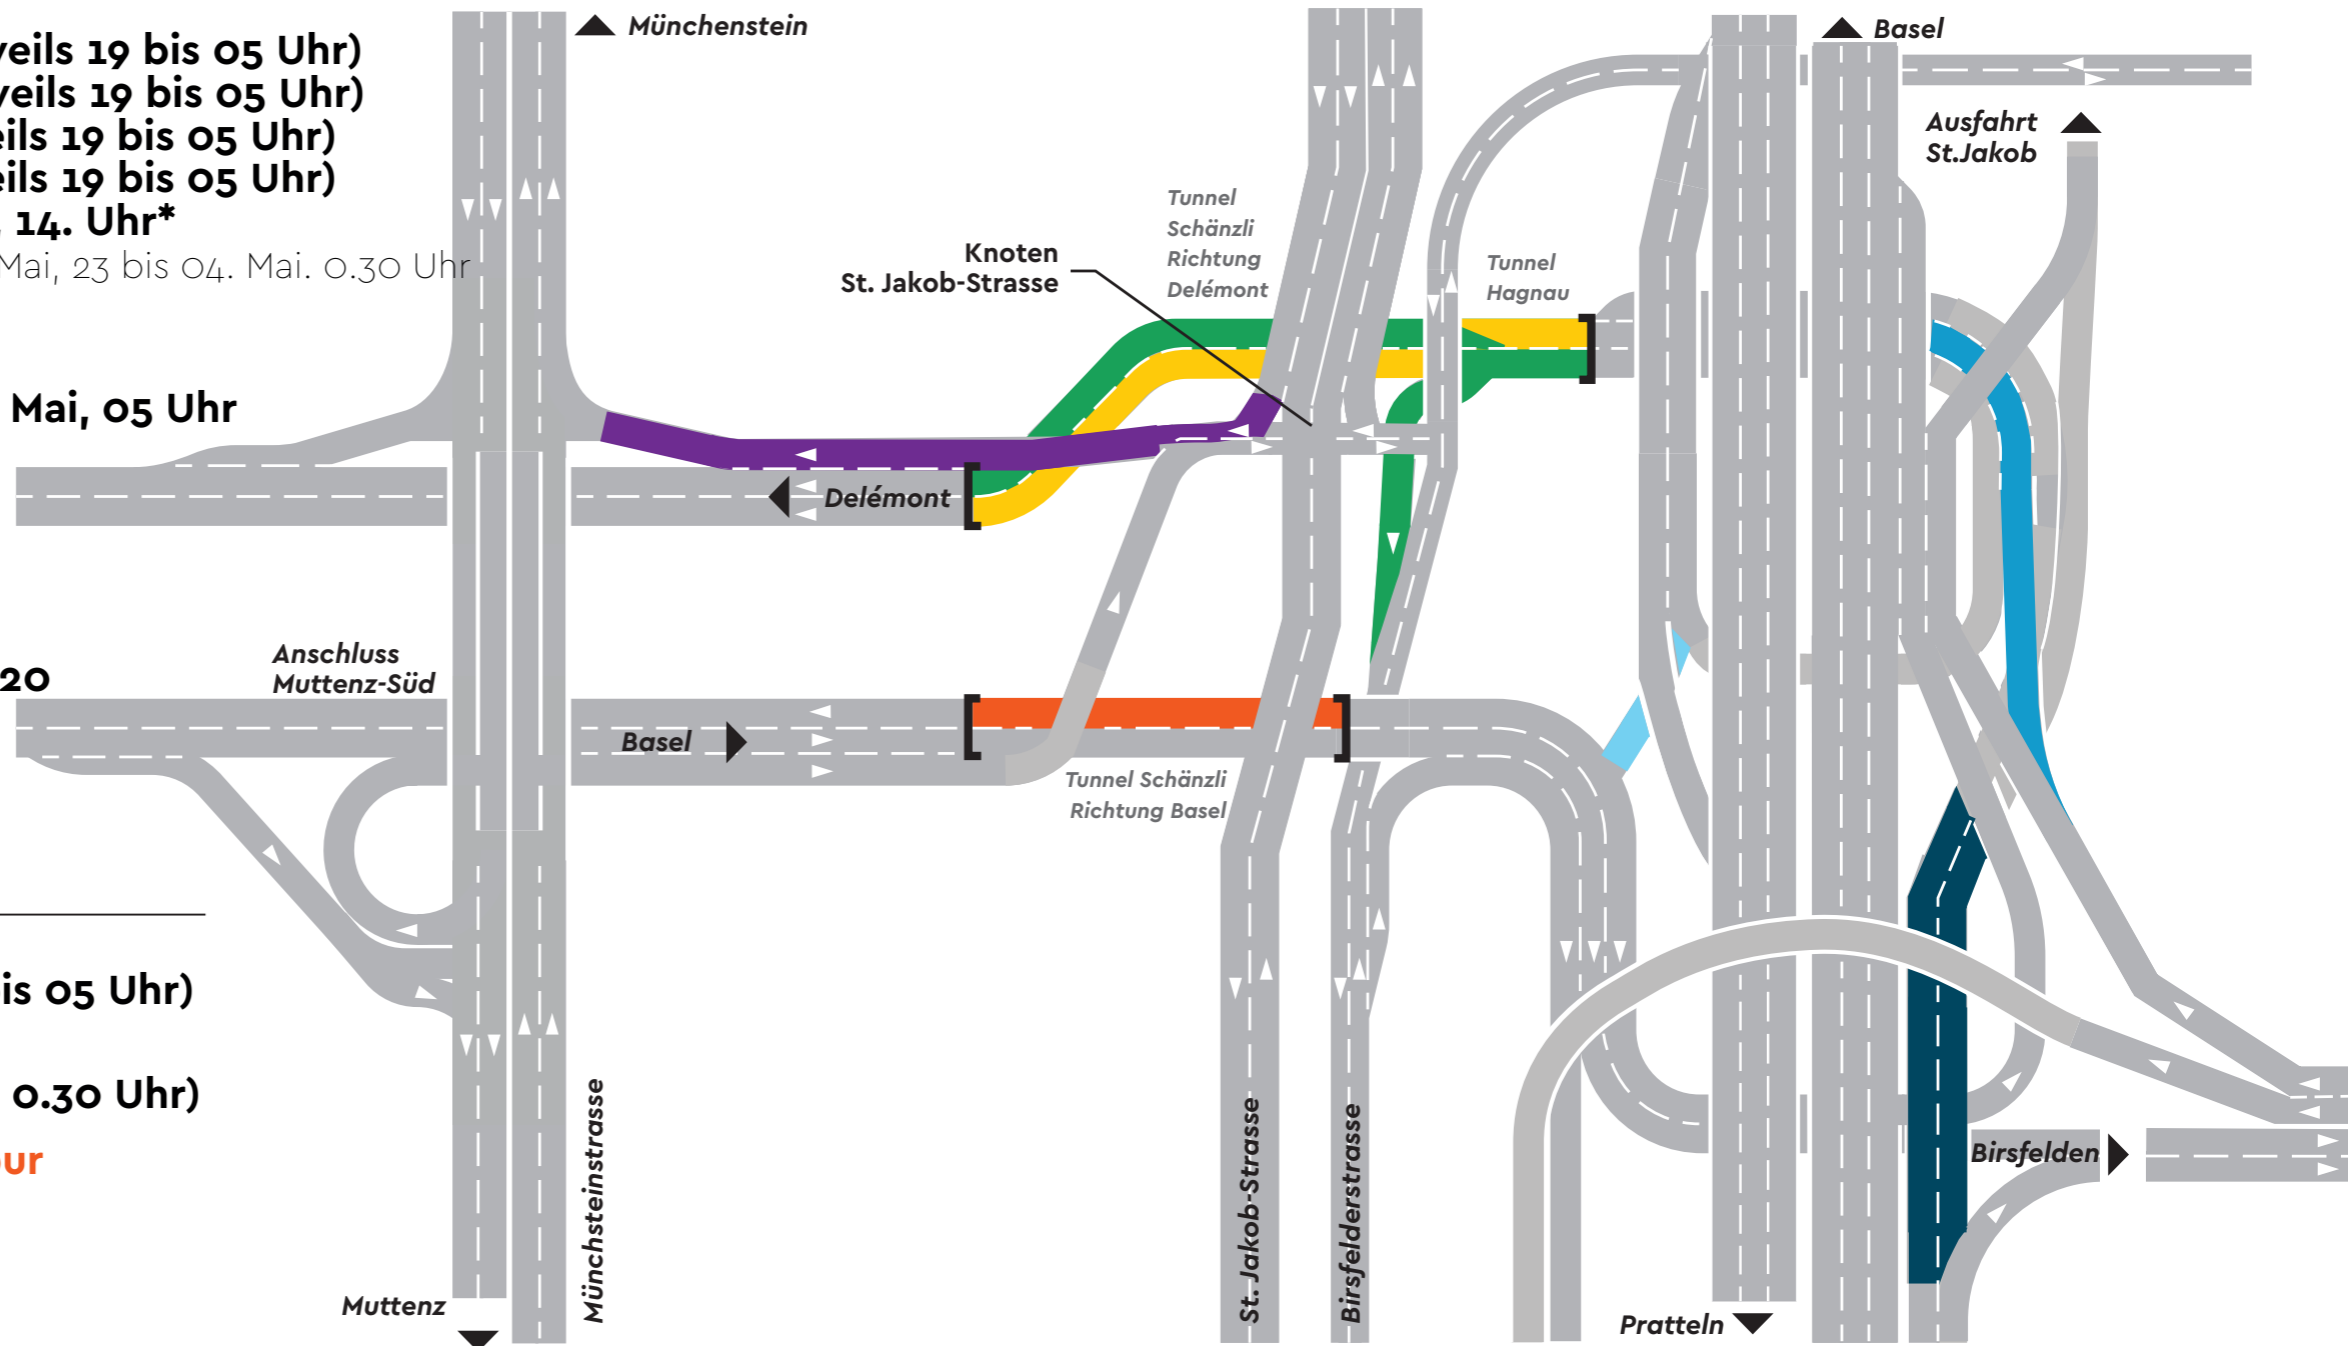 veils 19 bis 05 Uhr)
veils 19 bis 05 Uhr)
eils 19 bis 05 Uhr)
eils 19 bis 05 Uhr)
14. Uhr*
Mai, 23 bis 04. Mai. 0.30 Uhr
Mai, 05 Uhr
20
is 05 Uhr)
0.30 Uhr)
ur
Münchenstein
Basel
Ausfahrt
St.Jakob
Tunnel
Schänzli
Richtung
Delémont
Knoten
St. Jakob-Strasse
Tunnel
Hagnau
Delémont
Anschluss
Muttenz-Süd
Basel
Tunnel Schänzli
Richtung Basel
Münchsteinstrasse
St. Jakob-Strasse
Birsfelderstrasse
Birsfelden
Muttenz
Pratteln